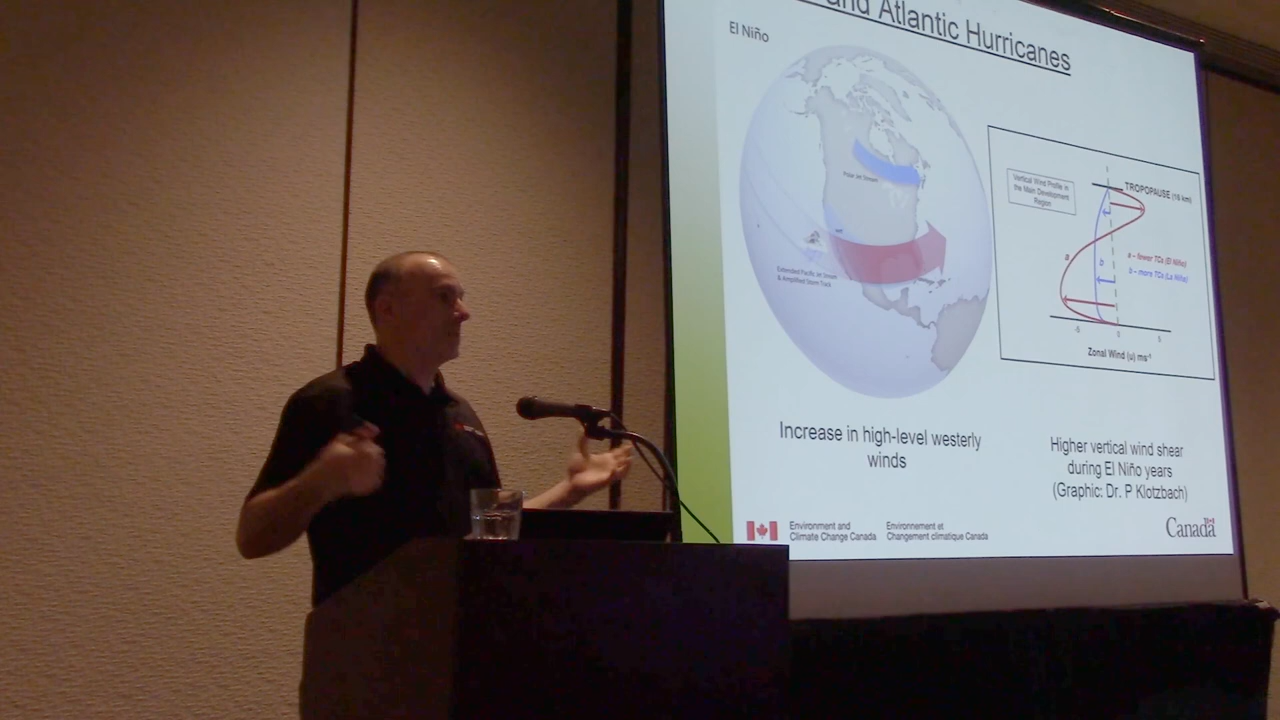 and Atlantic Hurricanes
El Niño
Polar Jet Stream
Extended Pacific Jet Stream
& Amplified Storm Track
Vertical Wind Profile in
the Main Development
Region
TROPOPAUSE (16 km)
a
b
a – fewer TCs (El Niño)
b – more TCs (La Niña)
-5
5
Zonal Wind (u) ms⁻¹
Increase in high-level westerly
winds
Higher vertical wind shear
during El Niño years
(Graphic: Dr. P Klotzbach)
Environment and
Climate Change Canada
Environnement et
Changement climatique Canada
Canada